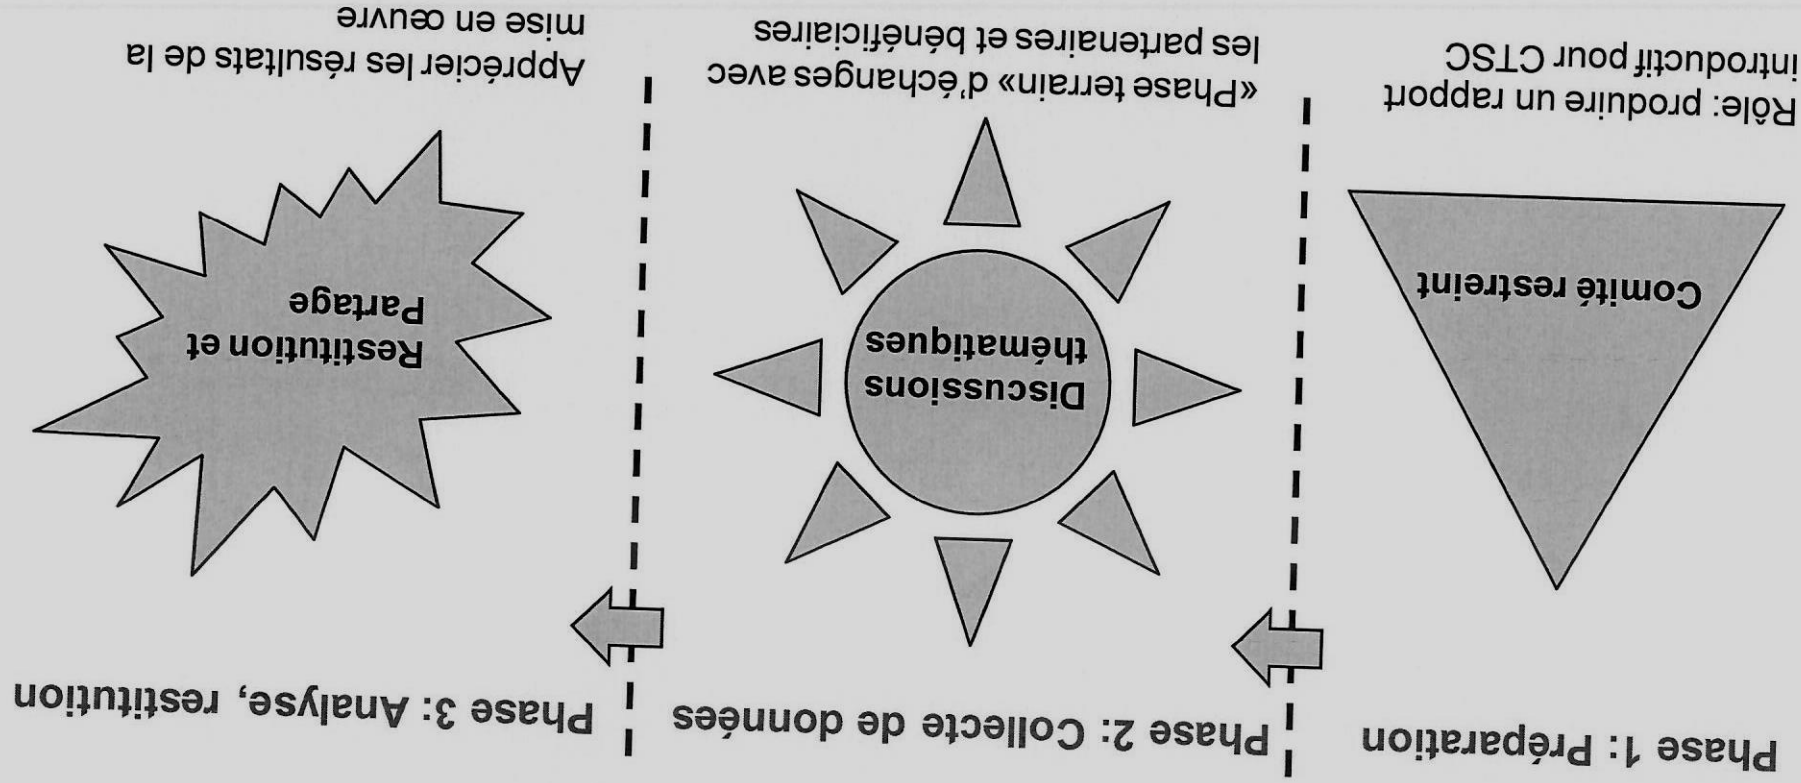 Phase 1: Préparation
Phase 2: Collecte de données
Phase 3: Analyse, restitution
Comité restreint
Discussions
thématiques
Restitution et
Partage
Rôle: produire un rapport
introductif pour CTSC
«Phase terrain» d'échanges avec
les partenaires et bénéficiaires
Apprécier les résultats de la
mise en œuvre